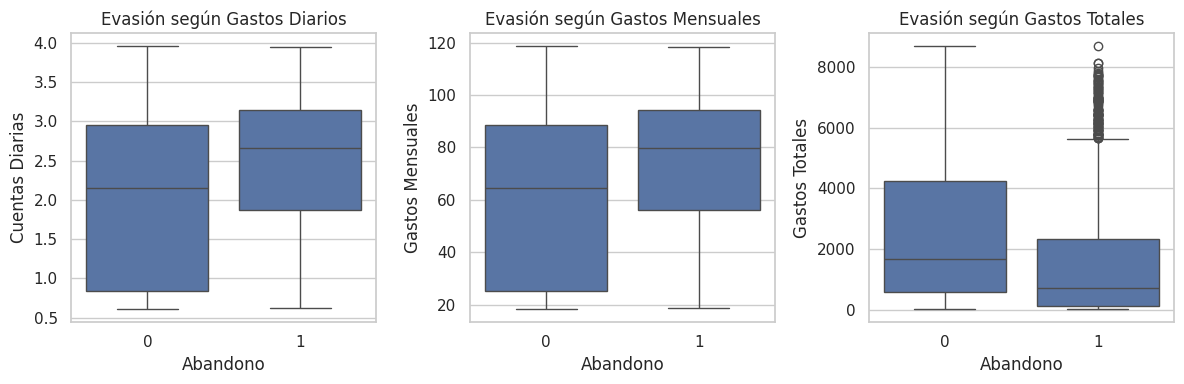 Evasión según Gastos Diarios
Cuentas Diarias
4.0
3.5
3.0
2.5
2.0
1.5
1.0
0.5
0
1
Abandono
Evasión según Gastos Mensuales
Gastos Mensuales
120
100
80
60
40
20
0
1
Abandono
Evasión según Gastos Totales
Gastos Totales
8000
6000
4000
2000
0
0
1
Abandono